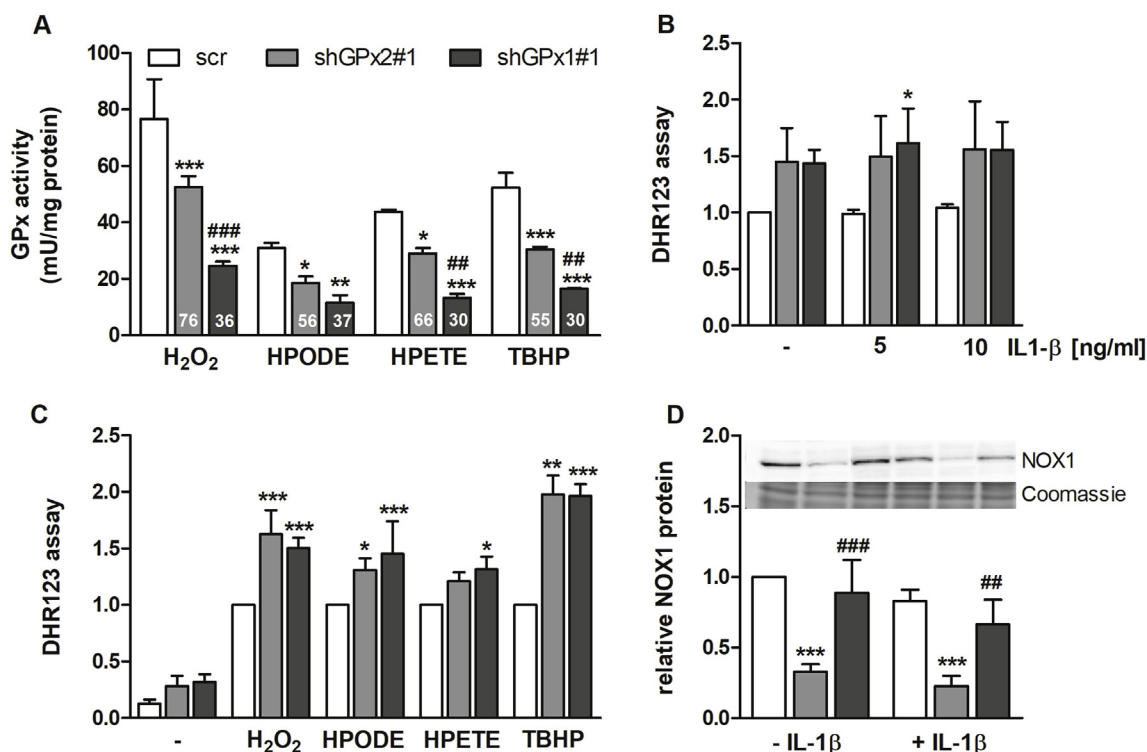 A
scr shGPx2#1 shGPx1#1
GPx activity
(mU/mg protein)
100
80
60
40
20
0
***
###
***
*
**
*
##
***
***
##
***
76 36 56 37 66 30 55 30
H₂O₂ HPODE HPETE TBHP
B
DHR123 assay
2.5
2.0
1.5
1.0
0.5
0.0
*
- 5 10 IL1-β [ng/ml]
C
DHR123 assay
2.5
2.0
1.5
1.0
0.5
0.0
*** *** * *** * ** ***
- H₂O₂ HPODE HPETE TBHP
D
relative NOX1 protein
2.0
1.5
1.0
0.5
0.0
NOX1
Coomassie
*** ### *** ##
- IL-1β + IL-1β